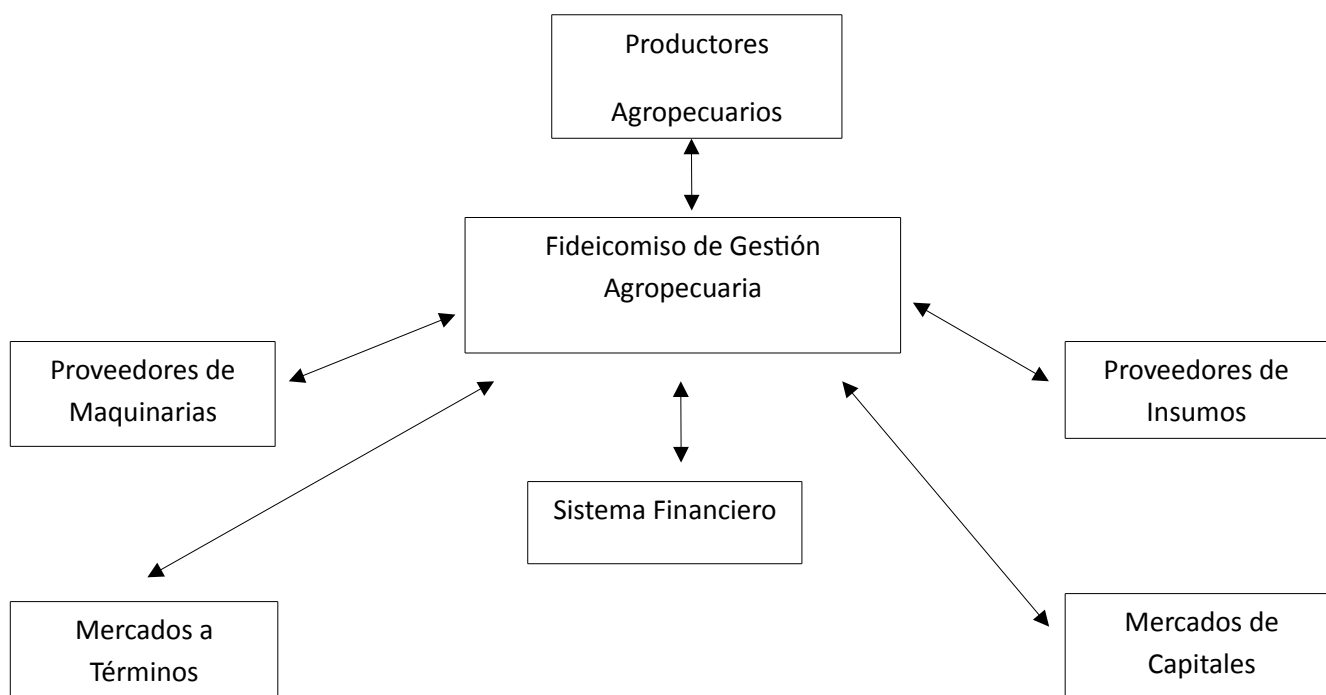 Productores
Agropecuarios
Fideicomiso de Gestión
Agropecuaria
Proveedores de
Maquinarias
Proveedores de
Insumos
Sistema Financiero
Mercados a
Términos
Mercados de
Capitales